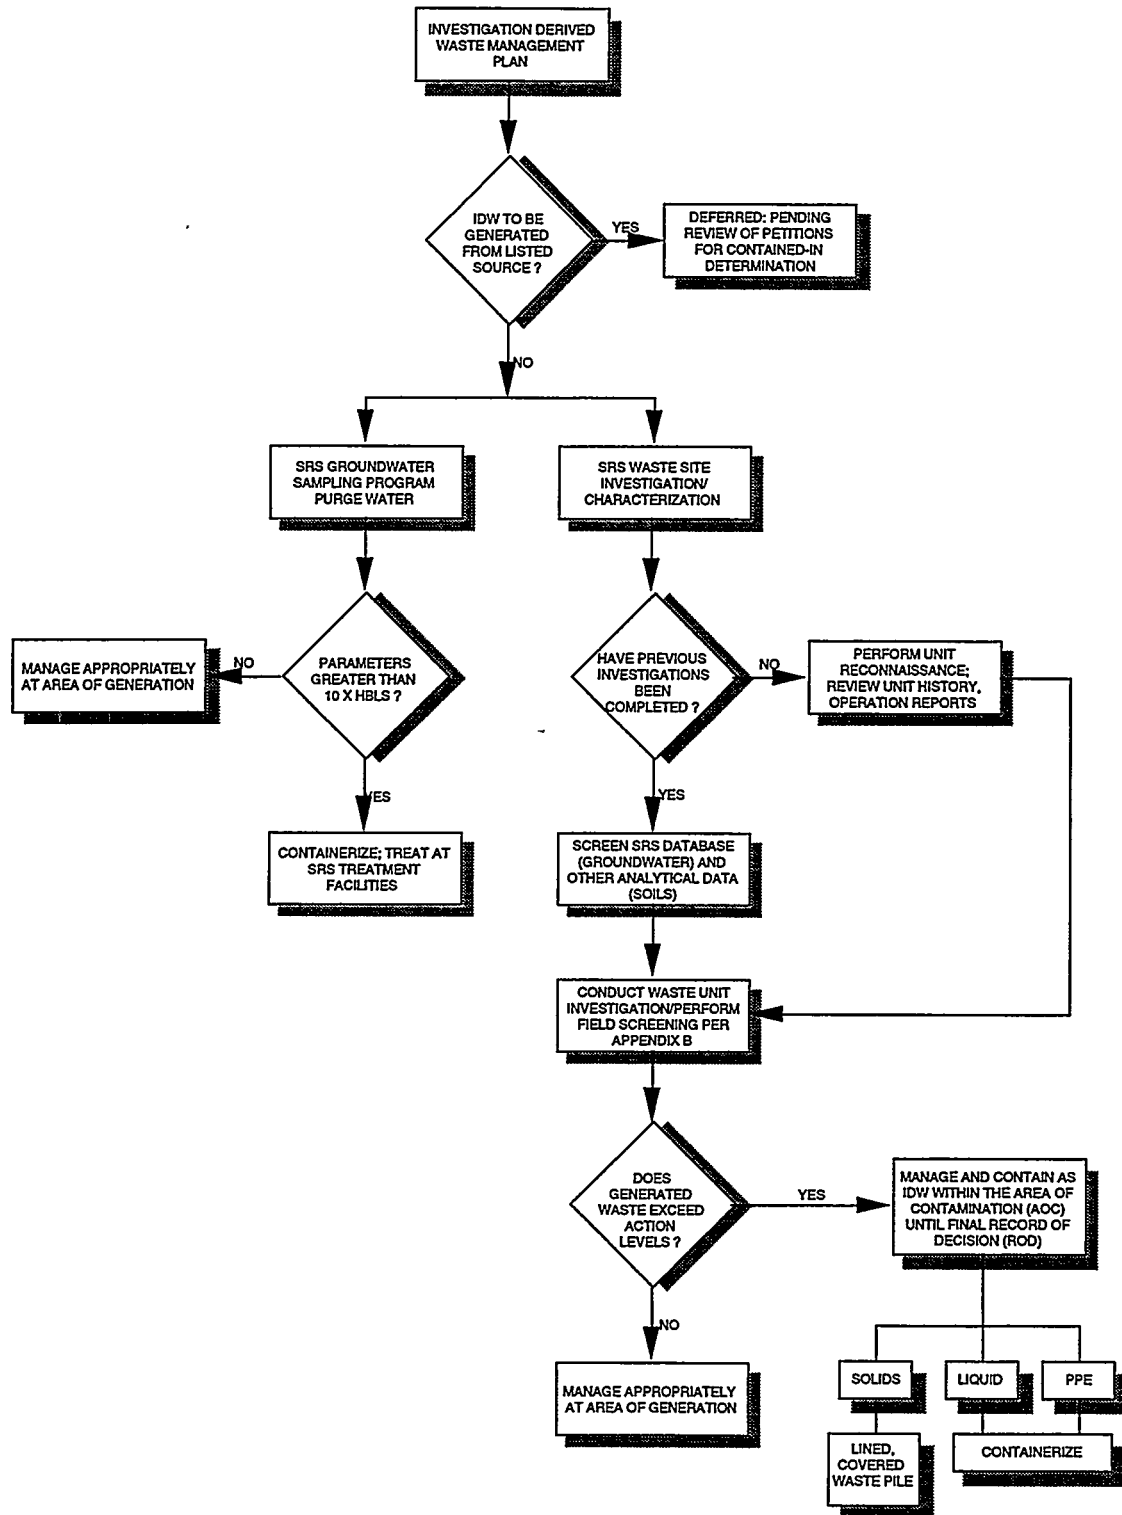 INVESTIGATION DERIVED
WASTE MANAGEMENT
PLAN
IDW TO BE
GENERATED
FROM LISTED
SOURCE ?
YES
DEFERRED: PENDING
REVIEW OF PETITIONS
FOR CONTAINED-IN
DETERMINATION
NO
SRS GROUNDWATER
SAMPLING PROGRAM
PURGE WATER
SRS WASTE SITE
INVESTIGATION/
CHARACTERIZATION
MANAGE APPROPRIATELY
AT AREA OF GENERATION
NO
PARAMETERS
GREATER THAN
10 X HBLS ?
HAVE PREVIOUS
INVESTIGATIONS
BEEN
COMPLETED ?
NO
PERFORM UNIT
RECONNAISSANCE;
REVIEW UNIT HISTORY,
OPERATION REPORTS
YES
YES
CONTAINERIZE; TREAT AT
SRS TREATMENT
FACILITIES
SCREEN SRS DATABASE
(GROUNDWATER) AND
OTHER ANALYTICAL DATA
(SOILS)
CONDUCT WASTE UNIT
INVESTIGATION/PERFORM
FIELD SCREENING PER
APPENDIX B
DOES
GENERATED
WASTE EXCEED
ACTION
LEVELS ?
YES
MANAGE AND CONTAIN AS
IDW WITHIN THE AREA OF
CONTAMINATION (AOC)
UNTIL FINAL RECORD OF
DECISION (ROD)
NO
MANAGE APPROPRIATELY
AT AREA OF GENERATION
SOLIDS
LIQUID
PPE
LINED,
COVERED
WASTE PILE
CONTAINERIZE